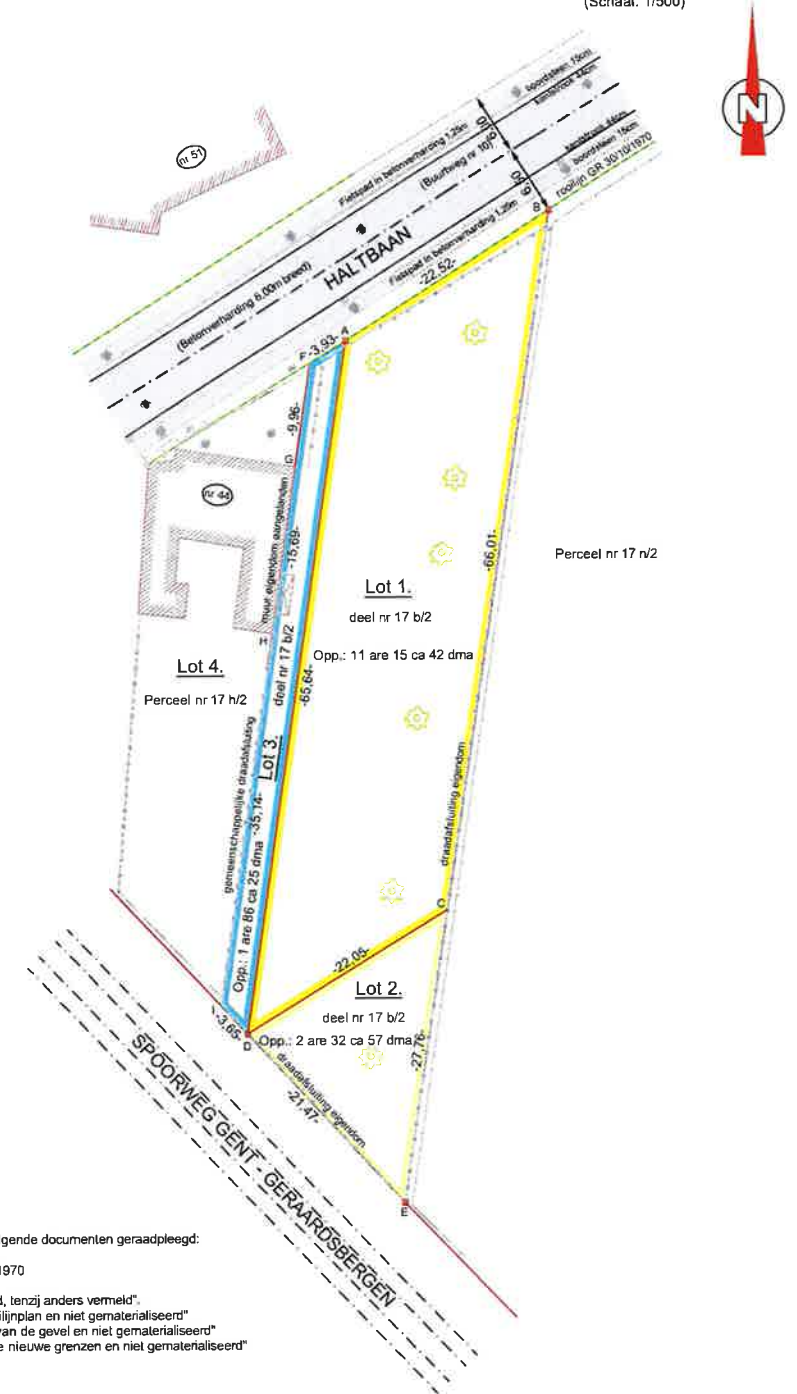 (Schaal: 1/500)
N
boordsteen 15cm
kantstrook 44cm
Fietspad in betonverharding 1,25m
(Buurtweg nr 10)
kantstrook 44cm
boordsteen 15cm
rooilijn GR 30/10/1970
nr 51
HALTBAAN
(Betonverharding 6,00m breed)
Fietspad in betonverharding 1,25m
B
-22,52-
F -3,93- A
-9,96-
G
nr 44
muur eigendom aangelanden
-15,69-
H
-66,01-
Perceel nr 17 n/2
Lot 1.
deel nr 17 b/2
Opp.: 11 are 15 ca 42 dma
Lot 4.
Perceel nr 17 h/2
deel nr 17 b/2
-65,64-
Lot 3.
gemeenschappelijke draadafsluiting
-35,14-
Opp.: 1 are 86 ca 25 dma
draadafsluiting eigendom
C
-22,05-
Lot 2.
deel nr 17 b/2
Opp.: 2 are 32 ca 57 dma
I -3,65-
D
-27,76-
draadafsluiting eigendom
-21,47-
E
SPOORWEG GENT - GERAARDSBERGEN
gende documenten geraadpleegd:
1970
d, tenzij anders vermeld".
ilijnplan en niet gematerialiseerd"
van de gevel en niet gematerialiseerd"
e nieuwe grenzen en niet gematerialiseerd"